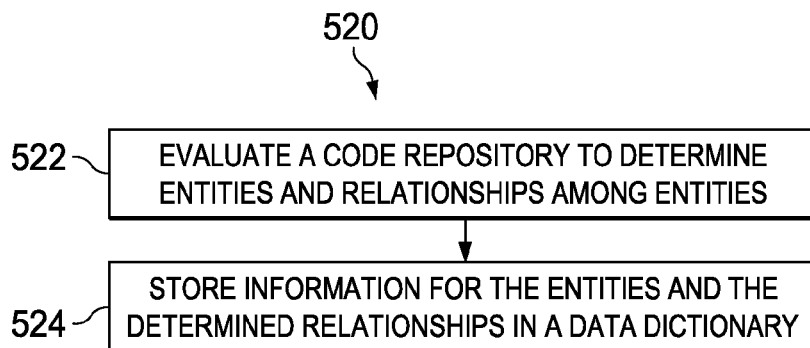 520
522
EVALUATE A CODE REPOSITORY TO DETERMINE
ENTITIES AND RELATIONSHIPS AMONG ENTITIES
524
STORE INFORMATION FOR THE ENTITIES AND THE
DETERMINED RELATIONSHIPS IN A DATA DICTIONARY